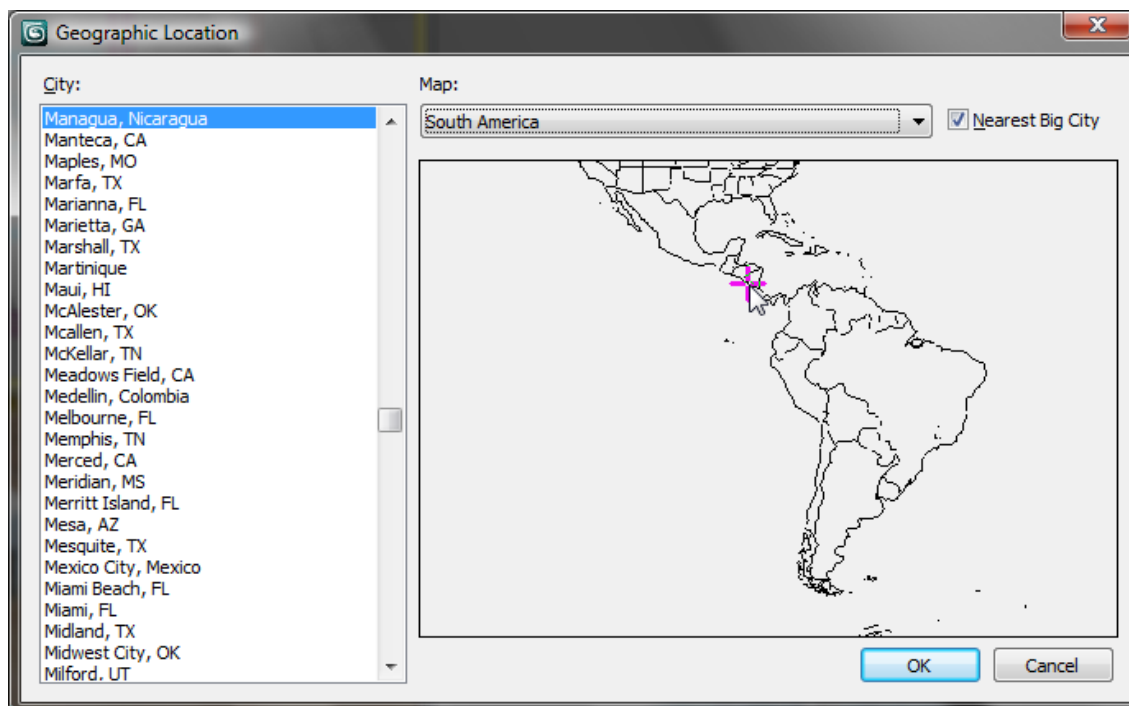 Geographic Location
City:
Managua, Nicaragua
Manteca, CA
Maples, MO
Marfa, TX
Marianna, FL
Marietta, GA
Marshall, TX
Martinique
Maui, HI
McAlester, OK
Mcallen, TX
McKellar, TN
Meadows Field, CA
Medellin, Colombia
Melbourne, FL
Memphis, TN
Merced, CA
Meridian, MS
Merritt Island, FL
Mesa, AZ
Mesquite, TX
Mexico City, Mexico
Miami Beach, FL
Miami, FL
Midland, TX
Midwest City, OK
Milford, UT
Map:
South America
Nearest Big City
OK
Cancel